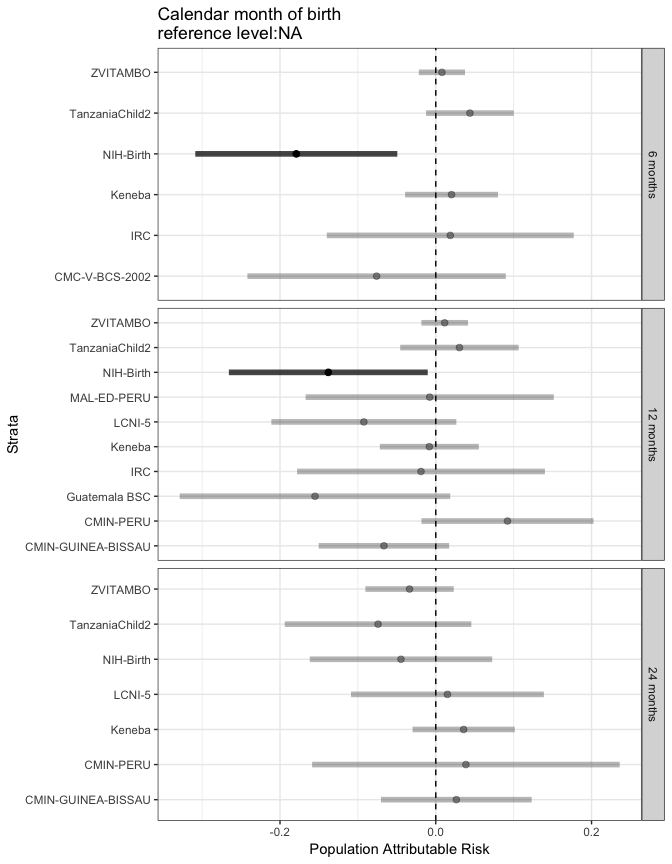 Calendar month of birth
reference level:NA
ZVITAMBO
TanzaniaChild2
NIH-Birth
Keneba
IRC
CMC-V-BCS-2002
6 months
ZVITAMBO
TanzaniaChild2
NIH-Birth
MAL-ED-PERU
LCNI-5
Keneba
IRC
Guatemala BSC
CMIN-PERU
CMIN-GUINEA-BISSAU
12 months
ZVITAMBO
TanzaniaChild2
NIH-Birth
LCNI-5
Keneba
CMIN-PERU
CMIN-GUINEA-BISSAU
24 months
Strata
-0.2 0.0 0.2
Population Attributable Risk